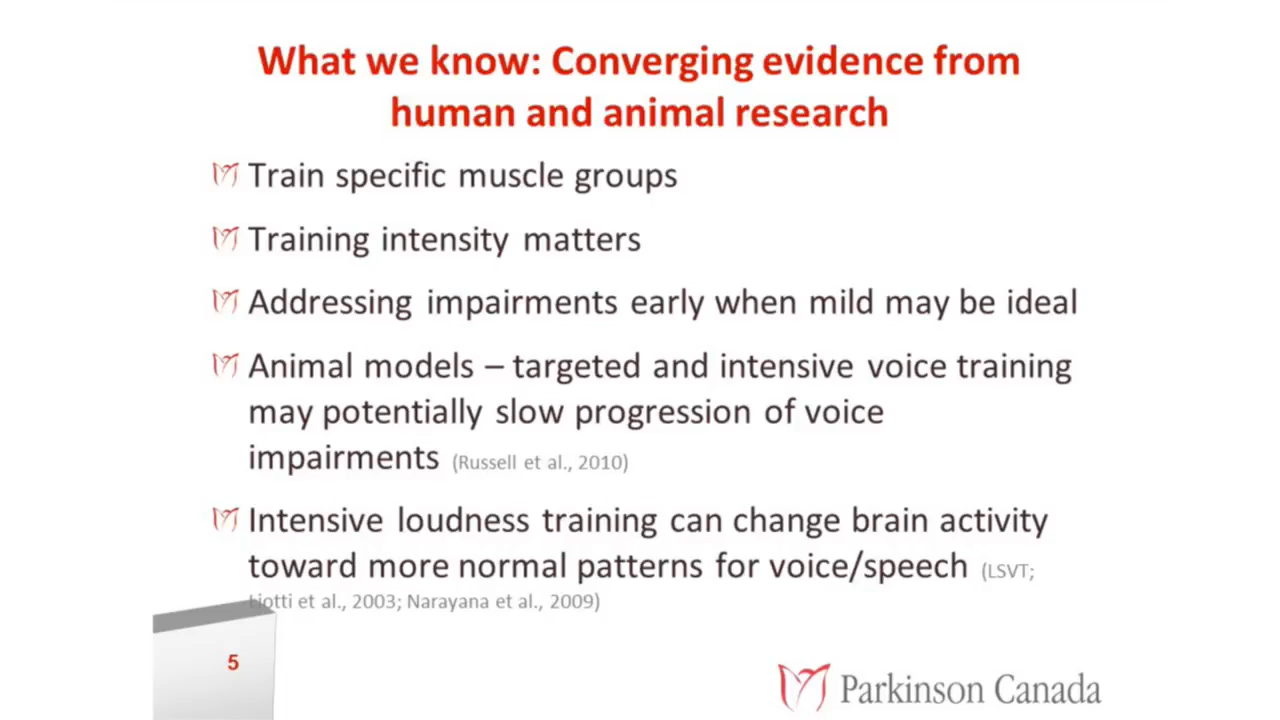 What we know: Converging evidence from
human and animal research
Train specific muscle groups
Training intensity matters
Addressing impairments early when mild may be ideal
Animal models – targeted and intensive voice training
may potentially slow progression of voice
impairments (Russell et al., 2010)
Intensive loudness training can change brain activity
toward more normal patterns for voice/speech (LSVT;
Liotti et al., 2003; Narayana et al., 2009)
5
Parkinson Canada